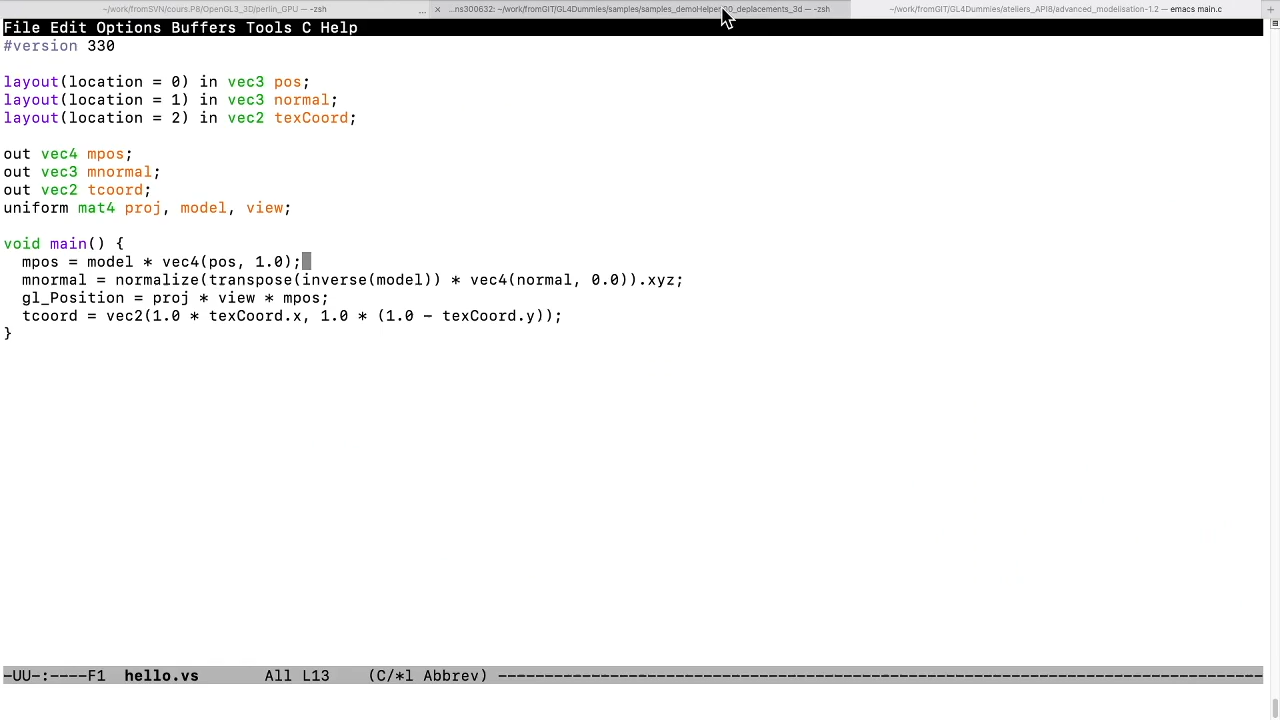 ~/work/fromSVN/cours.P8/OpenGL3_3D/perlin_GPU — -zsh
...ns300632: ~/work/fromGIT/GL4Dummies/samples/samples_demoHelper 00_deplacements_3d — -zsh
~/work/fromGIT/GL4Dummies/ateliers_API8/advanced_modelisation-1.2 — emacs main.c
File Edit Options Buffers Tools C Help
#version 330
layout(location = 0) in vec3 pos;
layout(location = 1) in vec3 normal;
layout(location = 2) in vec2 texCoord;
out vec4 mpos;
out vec3 mnormal;
out vec2 tcoord;
uniform mat4 proj, model, view;
void main() {
  mpos = model * vec4(pos, 1.0);
  mnormal = normalize(transpose(inverse(model)) * vec4(normal, 0.0)).xyz;
  gl_Position = proj * view * mpos;
  tcoord = vec2(1.0 * texCoord.x, 1.0 * (1.0 - texCoord.y));
}
-UU-:----F1  hello.vs       All L13    (C/*l Abbrev) ----------------------------------------------------------------------------------